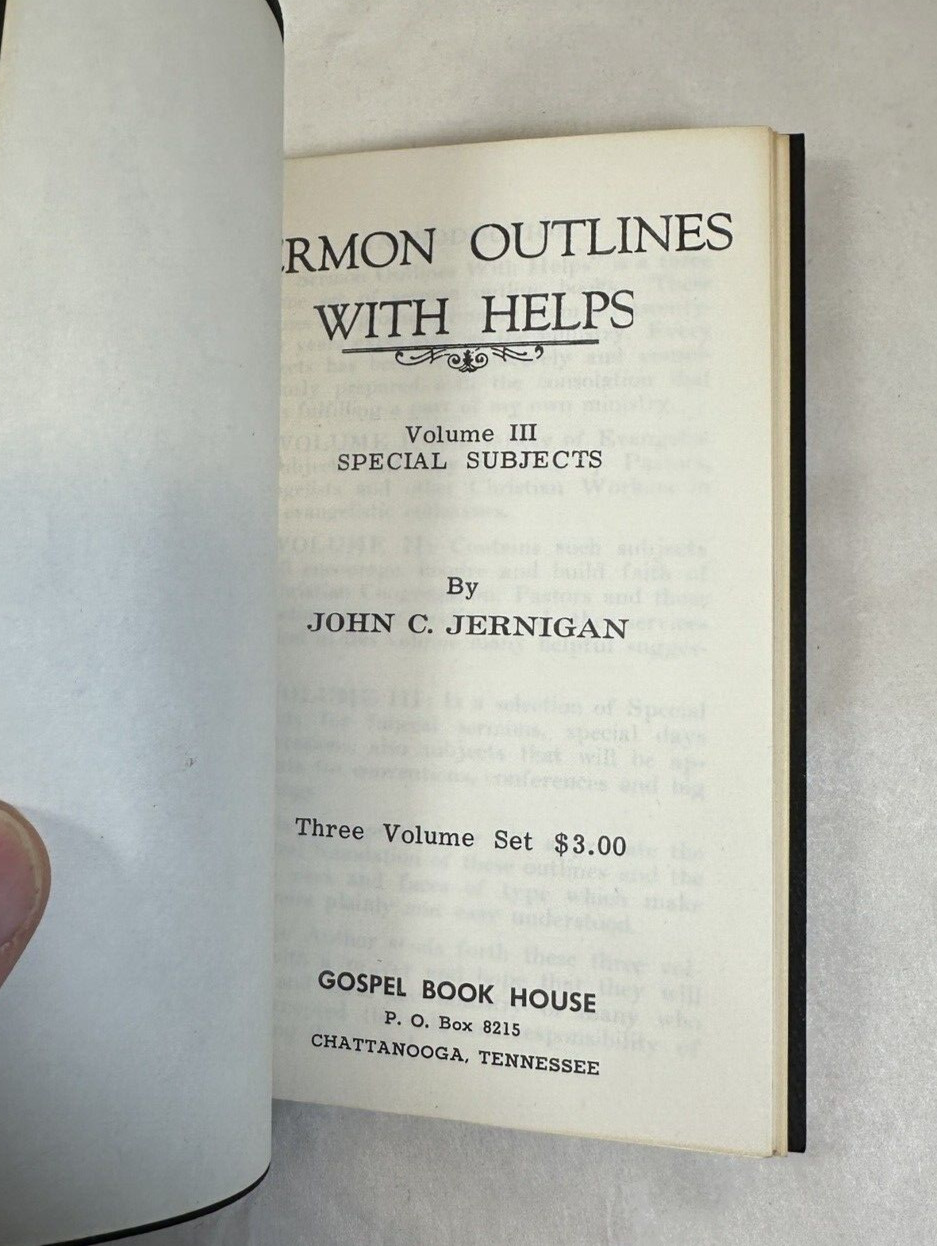 ERMON OUTLINES
WITH HELPS
Volume III
SPECIAL SUBJECTS
By
JOHN C. JERNIGAN
Three Volume Set $3.00
GOSPEL BOOK HOUSE
P. O. Box 8215
CHATTANOOGA, TENNESSEE